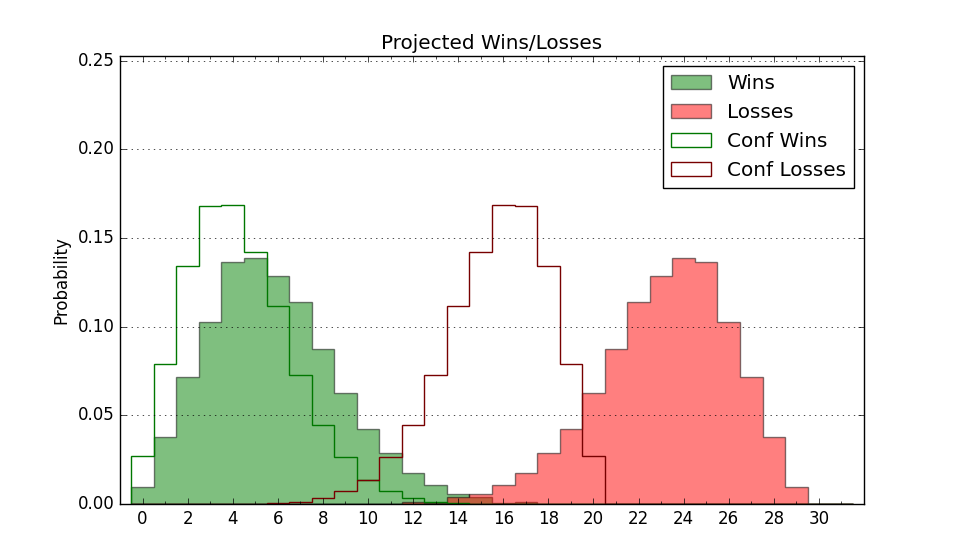 Projected Wins/Losses
Wins
Losses
Conf Wins
Conf Losses
Probability
0.25
0.20
0.15
0.10
0.05
0.00
0 2 4 6 8 10 12 14 16 18 20 22 24 26 28 30